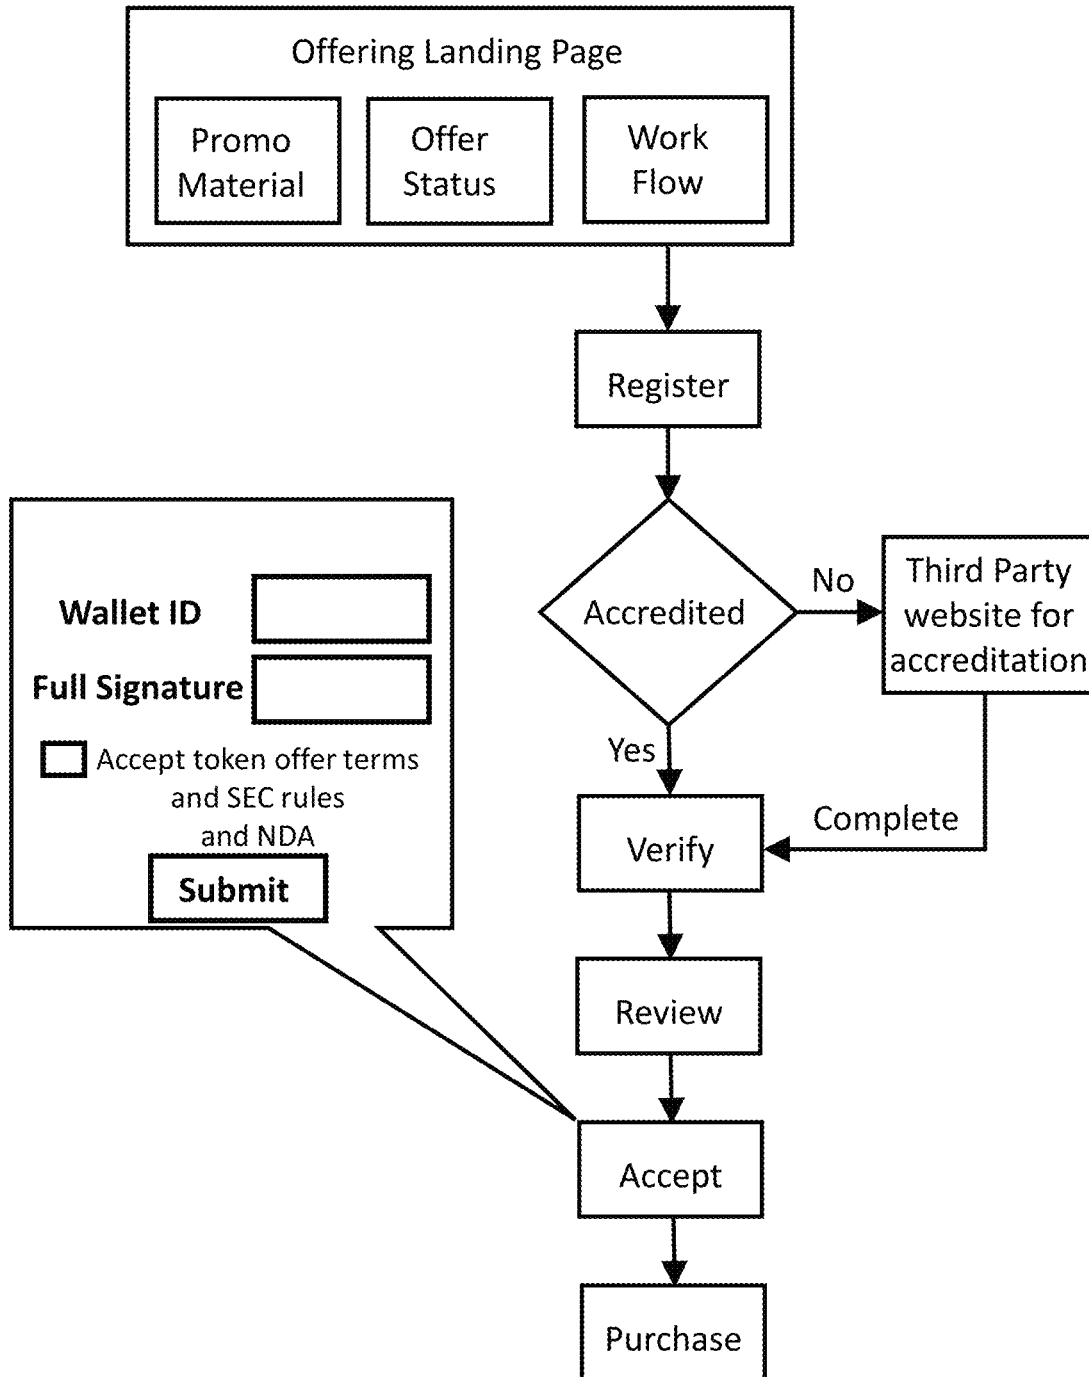 Offering Landing Page
Promo
Material
Offer
Status
Work
Flow
Register
Accredited
No
Third Party
website for
accreditation
Yes
Complete
Verify
Review
Accept
Purchase
Wallet ID
Full Signature
Accept token offer terms
and SEC rules
and NDA
Submit